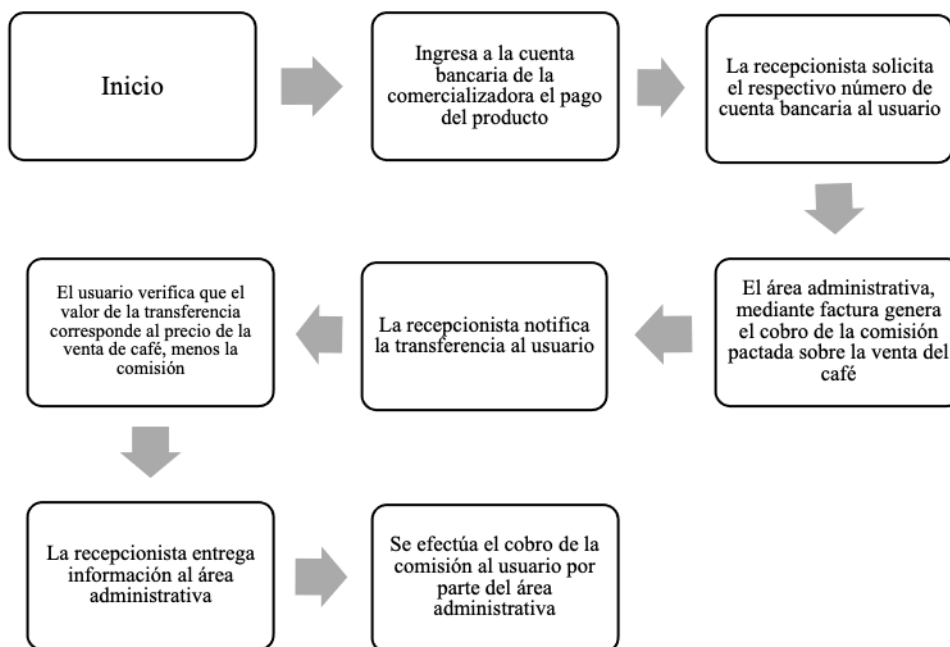 Inicio
Ingresa a la cuenta
bancaria de la
comercializadora el pago
del producto
La recepcionista solicita
el respectivo número de
cuenta bancaria al usuario
El área administrativa,
mediante factura genera
el cobro de la comisión
pactada sobre la venta del
café
La recepcionista notifica
la transferencia al usuario
El usuario verifica que el
valor de la transferencia
corresponde al precio de la
venta de café, menos la
comisión
La recepcionista entrega
información al área
administrativa
Se efectúa el cobro de la
comisión al usuario por
parte del área
administrativa